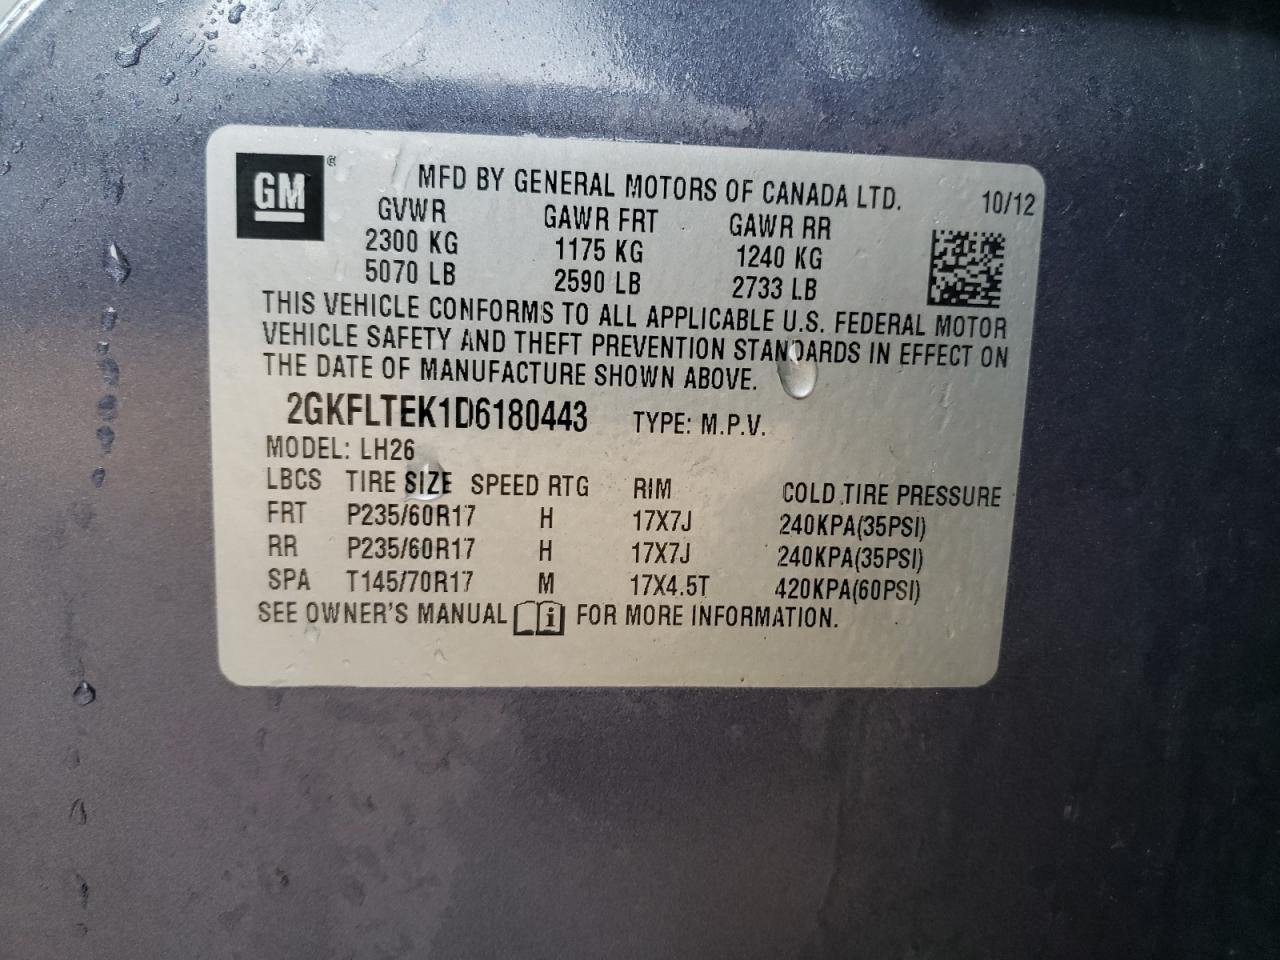 GM ®
MFD BY GENERAL MOTORS OF CANADA LTD. 10/12
GVWR GAWR FRT GAWR RR
2300 KG 1175 KG 1240 KG
5070 LB 2590 LB 2733 LB
THIS VEHICLE CONFORMS TO ALL APPLICABLE U.S. FEDERAL MOTOR
VEHICLE SAFETY AND THEFT PREVENTION STANDARDS IN EFFECT ON
THE DATE OF MANUFACTURE SHOWN ABOVE.
2GKFLTEK1D6180443 TYPE: M.P.V.
MODEL: LH26
LBCS TIRE SIZE SPEED RTG RIM COLD TIRE PRESSURE
FRT P235/60R17 H 17X7J 240KPA(35PSI)
RR P235/60R17 H 17X7J 240KPA(35PSI)
SPA T145/70R17 M 17X4.5T 420KPA(60PSI)
SEE OWNER'S MANUAL i FOR MORE INFORMATION.